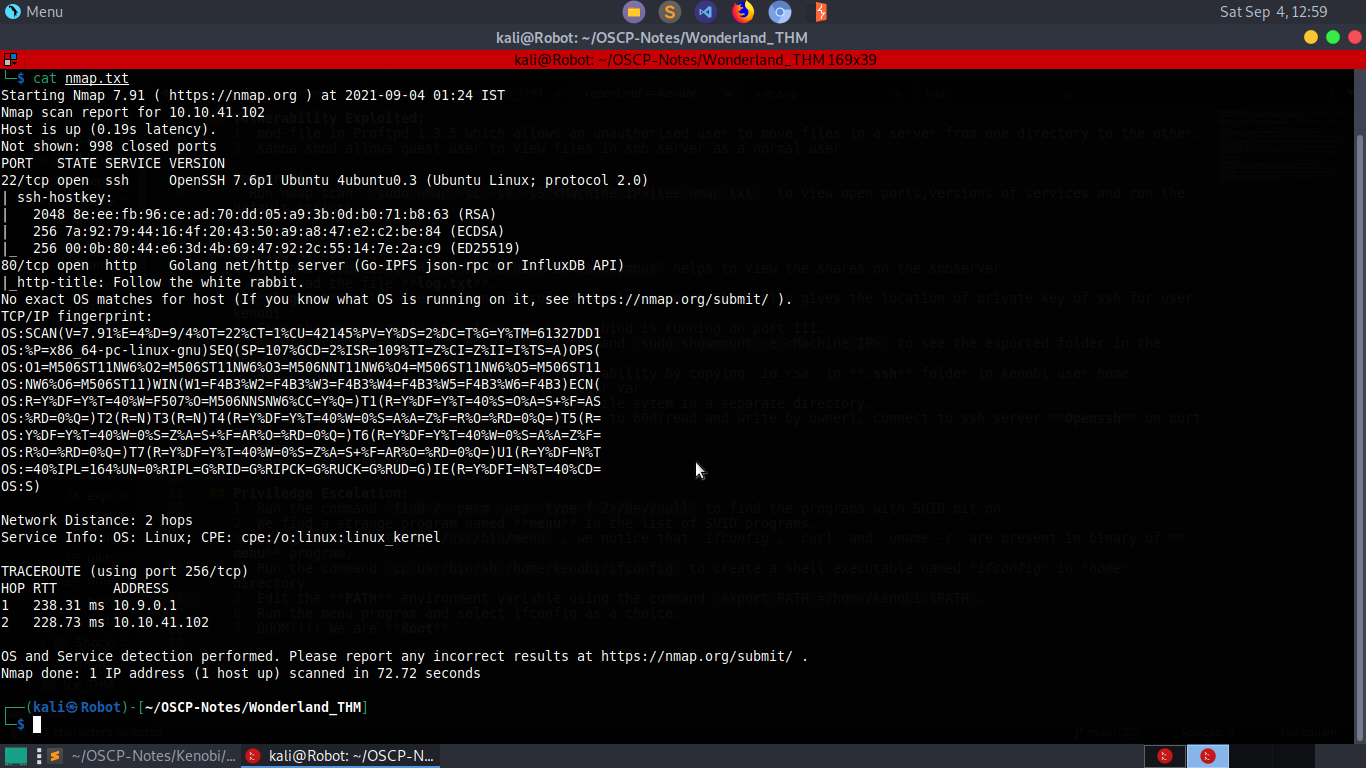 Menu
Sat Sep 4, 12:59
kali@Robot: ~/OSCP-Notes/Wonderland_THM
kali@Robot: ~/OSCP-Notes/Wonderland_THM 169x39
└─$ cat nmap.txt
Starting Nmap 7.91 ( https://nmap.org ) at 2021-09-04 01:24 IST
Nmap scan report for 10.10.41.102
Host is up (0.19s latency).
Not shown: 998 closed ports
PORT   STATE SERVICE VERSION
22/tcp open  ssh     OpenSSH 7.6p1 Ubuntu 4ubuntu0.3 (Ubuntu Linux; protocol 2.0)
| ssh-hostkey:
|   2048 8e:ee:fb:96:ce:ad:70:dd:05:a9:3b:0d:b0:71:b8:63 (RSA)
|   256 7a:92:79:44:16:4f:20:43:50:a9:a8:47:e2:c2:be:84 (ECDSA)
|_  256 00:0b:80:44:e6:3d:4b:69:47:92:2c:55:14:7e:2a:c9 (ED25519)
80/tcp open  http    Golang net/http server (Go-IPFS json-rpc or InfluxDB API)
|_http-title: Follow the white rabbit.
No exact OS matches for host (If you know what OS is running on it, see https://nmap.org/submit/ ).
TCP/IP fingerprint:
OS:SCAN(V=7.91%E=4%D=9/4%OT=22%CT=1%CU=42145%PV=Y%DS=2%DC=T%G=Y%TM=61327DD1
OS:%P=x86_64-pc-linux-gnu)SEQ(SP=107%GCD=2%ISR=109%TI=Z%CI=Z%II=I%TS=A)OPS(
OS:O1=M506ST11NW6%O2=M506ST11NW6%O3=M506NNT11NW6%O4=M506ST11NW6%O5=M506ST11
OS:NW6%O6=M506ST11)WIN(W1=F4B3%W2=F4B3%W3=F4B3%W4=F4B3%W5=F4B3%W6=F4B3)ECN(
OS:R=Y%DF=Y%T=40%W=F507%O=M506NNSNW6%CC=Y%Q=)T1(R=Y%DF=Y%T=40%S=O%A=S+%F=AS
OS:%RD=0%Q=)T2(R=N)T3(R=N)T4(R=Y%DF=Y%T=40%W=0%S=A%A=Z%F=R%O=%RD=0%Q=)T5(R=
OS:Y%DF=Y%T=40%W=0%S=Z%A=S+%F=AR%O=%RD=0%Q=)T6(R=Y%DF=Y%T=40%W=0%S=A%A=Z%F=
OS:R%O=%RD=0%Q=)T7(R=Y%DF=Y%T=40%W=0%S=Z%A=S+%F=AR%O=%RD=0%Q=)U1(R=Y%DF=N%T
OS:=40%IPL=164%UN=0%RIPL=G%RID=G%RIPCK=G%RUCK=G%RUD=G)IE(R=Y%DFI=N%T=40%CD=
OS:S)
Network Distance: 2 hops
Service Info: OS: Linux; CPE: cpe:/o:linux:linux_kernel
TRACEROUTE (using port 256/tcp)
HOP RTT       ADDRESS
1   238.31 ms 10.9.0.1
2   228.73 ms 10.10.41.102
OS and Service detection performed. Please report any incorrect results at https://nmap.org/submit/ .
Nmap done: 1 IP address (1 host up) scanned in 72.72 seconds
┌──(kali㉿Robot)-[~/OSCP-Notes/Wonderland_THM]
└─$
~/OSCP-Notes/Kenobi/...
kali@Robot: ~/OSCP-N...